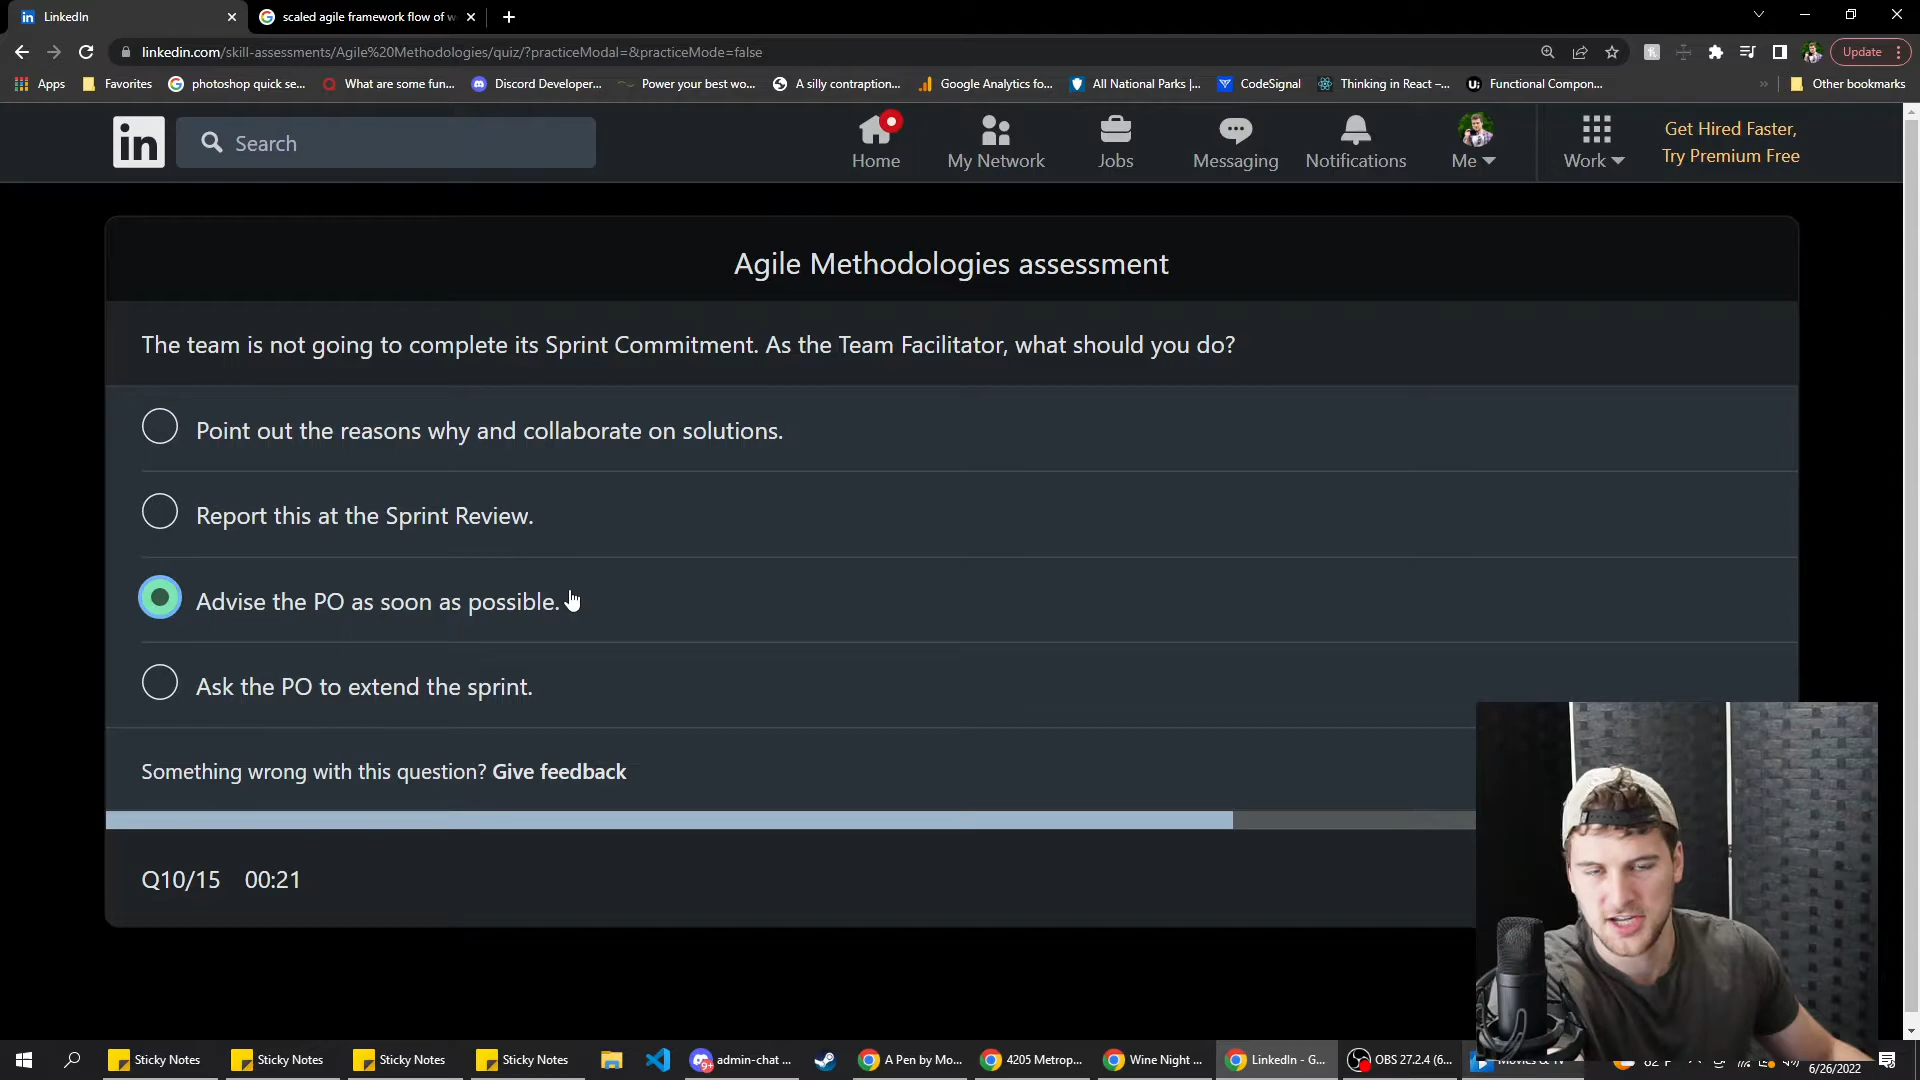 LinkedIn
scaled agile framework flow of w
linkedin.com/skill-assessments/Agile%20Methodologies/quiz/?practiceModal=&practiceMode=false
Update
Apps
Favorites
photoshop quick se...
What are some fun...
Discord Developer...
Power your best wo...
A silly contraption...
Google Analytics fo...
All National Parks |...
CodeSignal
Thinking in React –...
Functional Compon...
Other bookmarks
in
Search
Home
My Network
Jobs
Messaging
Notifications
Me
Work
Get Hired Faster,
Try Premium Free
Agile Methodologies assessment
The team is not going to complete its Sprint Commitment. As the Team Facilitator, what should you do?
Point out the reasons why and collaborate on solutions.
Report this at the Sprint Review.
Advise the PO as soon as possible.
Ask the PO to extend the sprint.
Something wrong with this question? Give feedback
Q10/15 00:21
Sticky Notes
Sticky Notes
Sticky Notes
Sticky Notes
9+
admin-chat ...
A Pen by Mo...
4205 Metrop...
Wine Night ...
LinkedIn - G...
OBS 27.2.4 (6...
6/26/2022